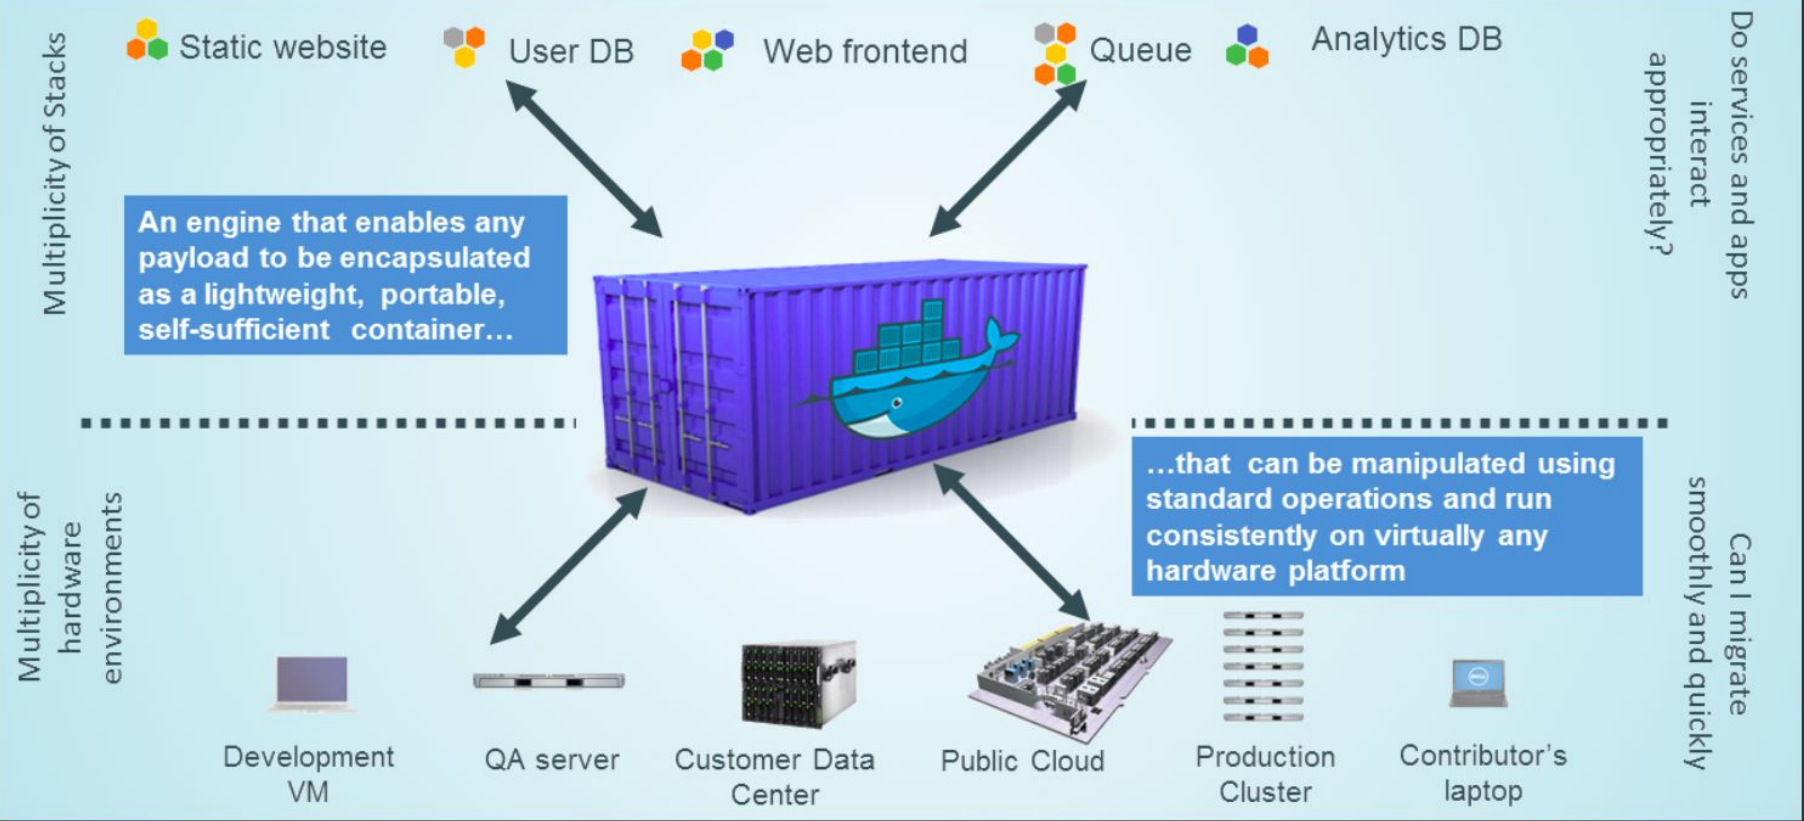 Static website
User DB
Web frontend
Queue
Analytics DB
Multiplicity of Stacks
Do services and apps
interact
appropriately?
An engine that enables any
payload to be encapsulated
as a lightweight, portable,
self-sufficient container...
...that can be manipulated using
standard operations and run
consistently on virtually any
hardware platform
Multiplicity of
hardware
environments
Can I migrate
smoothly and quickly
DELL
Development
VM
QA server
Customer Data
Center
Public Cloud
Production
Cluster
Contributor's
laptop